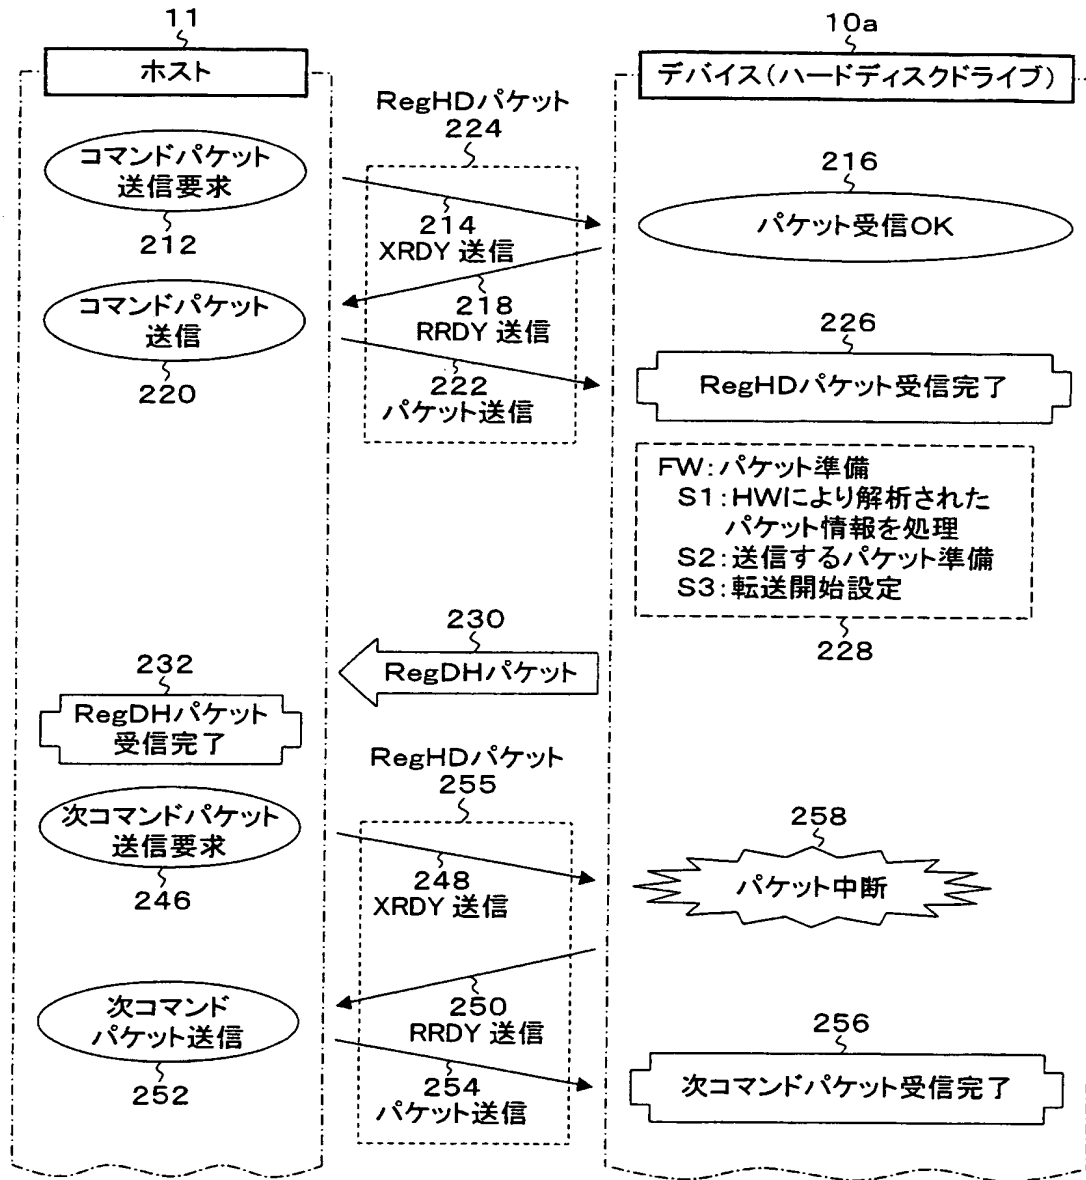 11
ホスト
10a
デバイス(ハードディスクドライブ)
RegHDパケット
224
コマンドパケット
送信要求
212
214
XRDY 送信
216
パケット受信OK
218
RRDY 送信
コマンドパケット
送信
220
222
パケット送信
226
RegHDパケット受信完了
FW:パケット準備
S1:HWにより解析された
パケット情報を処理
S2:送信するパケット準備
S3:転送開始設定
228
230
RegDHパケット
232
RegDHパケット
受信完了
RegHDパケット
255
次コマンドパケット
送信要求
246
248
XRDY 送信
258
パケット中断
250
RRDY 送信
次コマンド
パケット送信
252
254
パケット送信
256
次コマンドパケット受信完了